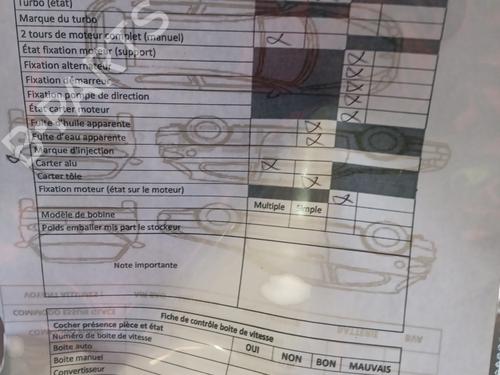 Turbo (état)
Marque du turbo
2 tours de moteur complet (manuel)
État fixation moteur (support)
Fixation alternateur
Fixation démarreur
Fixation pompe de direction
État carter moteur
Fuite d'huile apparente
Fuite d'eau apparente
Marque d'injection
Carter alu
Carter tôle
Fixation moteur (état sur le moteur)
Multiple Simple
Modèle de bobine
Poids emballer mis part le stockeur
Note importante
Fiche de contrôle boite de vitesse
Cocher présence pièce et état
Numéro de boite de vitesse
OUI NON BON MAUVAIS
Boite auto
Boite manuel
Convertisseur